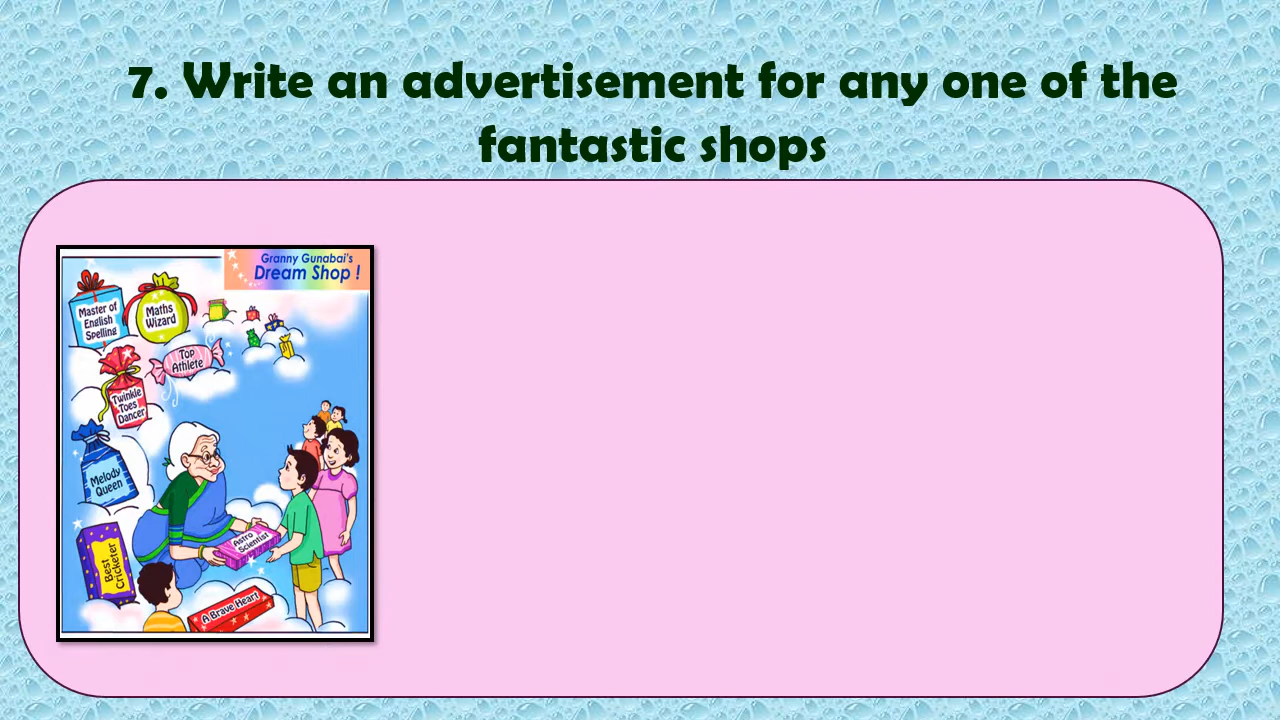 7. Write an advertisement for any one of the
fantastic shops
Granny Gunabai's
Dream Shop !
Master of
English
Spelling
Maths
Wizard
Top
Athlete
Twinkle
Toes
Dancer
Melody
Queen
Astro
Scientist
Best
Cricketer
A Brave Heart